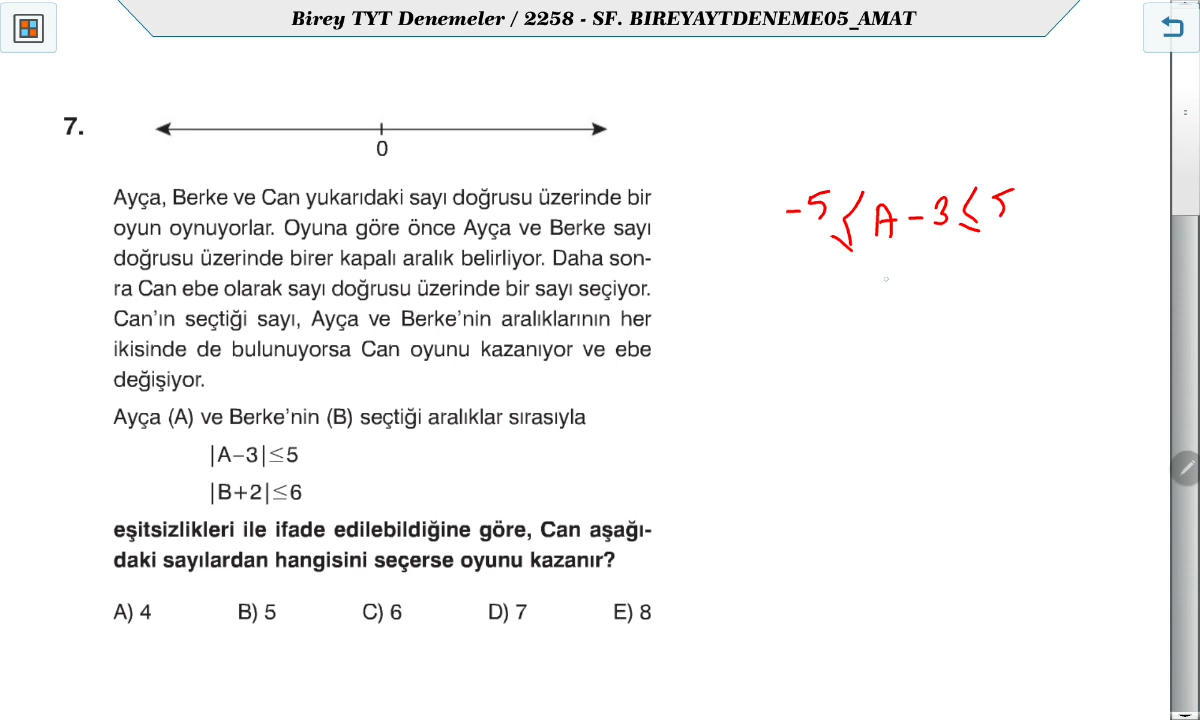 Birey TYT Denemeler / 2258 - SF. BIREYAYTDENEME05_AMAT
7.
0
Ayça, Berke ve Can yukarıdaki sayı doğrusu üzerinde bir
oyun oynuyorlar. Oyuna göre önce Ayça ve Berke sayı
doğrusu üzerinde birer kapalı aralık belirliyor. Daha son-
ra Can ebe olarak sayı doğrusu üzerinde bir sayı seçiyor.
Can'ın seçtiği sayı, Ayça ve Berke'nin aralıklarının her
ikisinde de bulunuyorsa Can oyunu kazanıyor ve ebe
değişiyor.
Ayça (A) ve Berke'nin (B) seçtiği aralıklar sırasıyla
|A−3|≤5
|B+2|≤6
eşitsizlikleri ile ifade edilebildiğine göre, Can aşağı-
daki sayılardan hangisini seçerse oyunu kazanır?
A) 4 B) 5 C) 6 D) 7 E) 8
-5 ≤ A - 3 ≤ 5